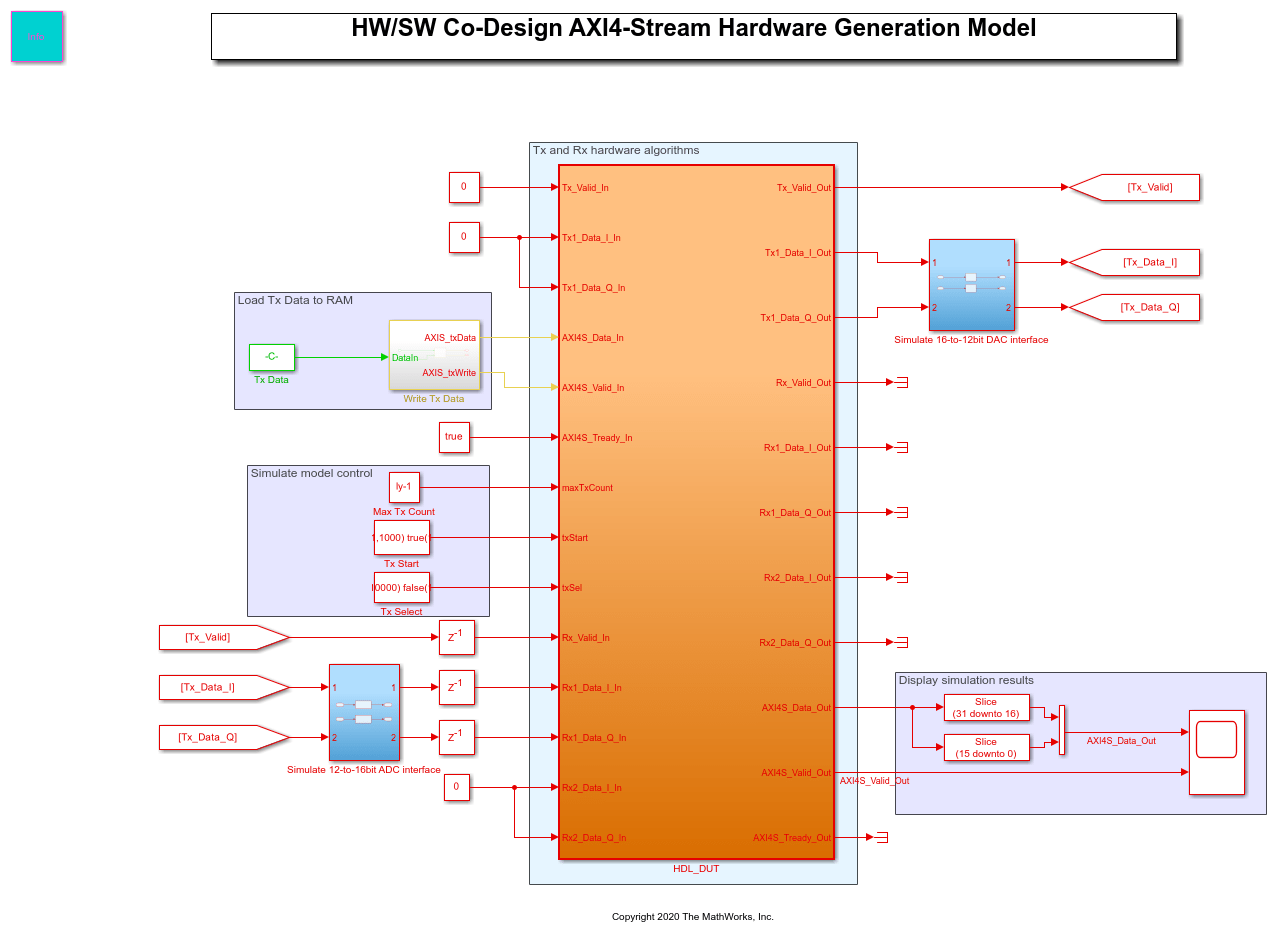 HW/SW Co-Design AXI4-Stream Hardware Generation Model
Tx and Rx hardware algorithms
0
Tx_Valid_In
Tx_Valid_Out
[Tx_Valid]
0
Tx1_Data_I_In
Tx1_Data_I_Out
1
1
[Tx_Data_I]
Tx1_Data_Q_In
Tx1_Data_Q_Out
2
2
[Tx_Data_Q]
Simulate 16-to-12bit DAC interface
Load Tx Data to RAM
-C-
Tx Data
DataIn
AXIS_txData
AXIS_txWrite
Write Tx Data
AXI4S_Data_In
AXI4S_Valid_In
Rx_Valid_Out
true
AXI4S_Tready_In
Rx1_Data_I_Out
Simulate model control
ly-1
Max Tx Count
maxTxCount
Rx1_Data_Q_Out
1,1000) true(
Tx Start
txStart
Rx2_Data_I_Out
0000) false(
Tx Select
txSel
[Tx_Valid]
z-1
Rx_Valid_In
Rx2_Data_Q_Out
[Tx_Data_I]
1
1
z-1
Rx1_Data_I_In
[Tx_Data_Q]
2
2
z-1
Rx1_Data_Q_In
Simulate 12-to-16bit ADC interface
0
Rx2_Data_I_In
Rx2_Data_Q_In
AXI4S_Data_Out
Display simulation results
Slice
(31 downto 16)
Slice
(15 downto 0)
AXI4S_Data_Out
AXI4S_Valid_Out
AXI4S_Valid_Out
AXI4S_Tready_Out
HDL_DUT
Copyright 2020 The MathWorks, Inc.